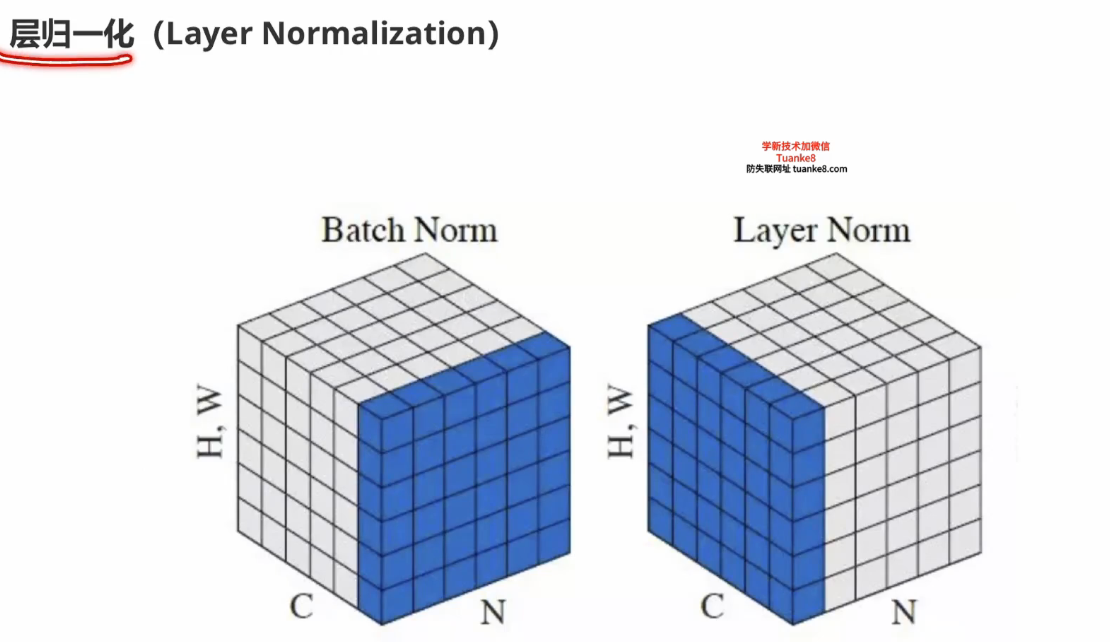 层归一化（Layer Normalization）
学新技术加微信
Tuanke8
防失联网址 tuanke8.com
Batch Norm
Layer Norm
H, W
C
N
H, W
C
N